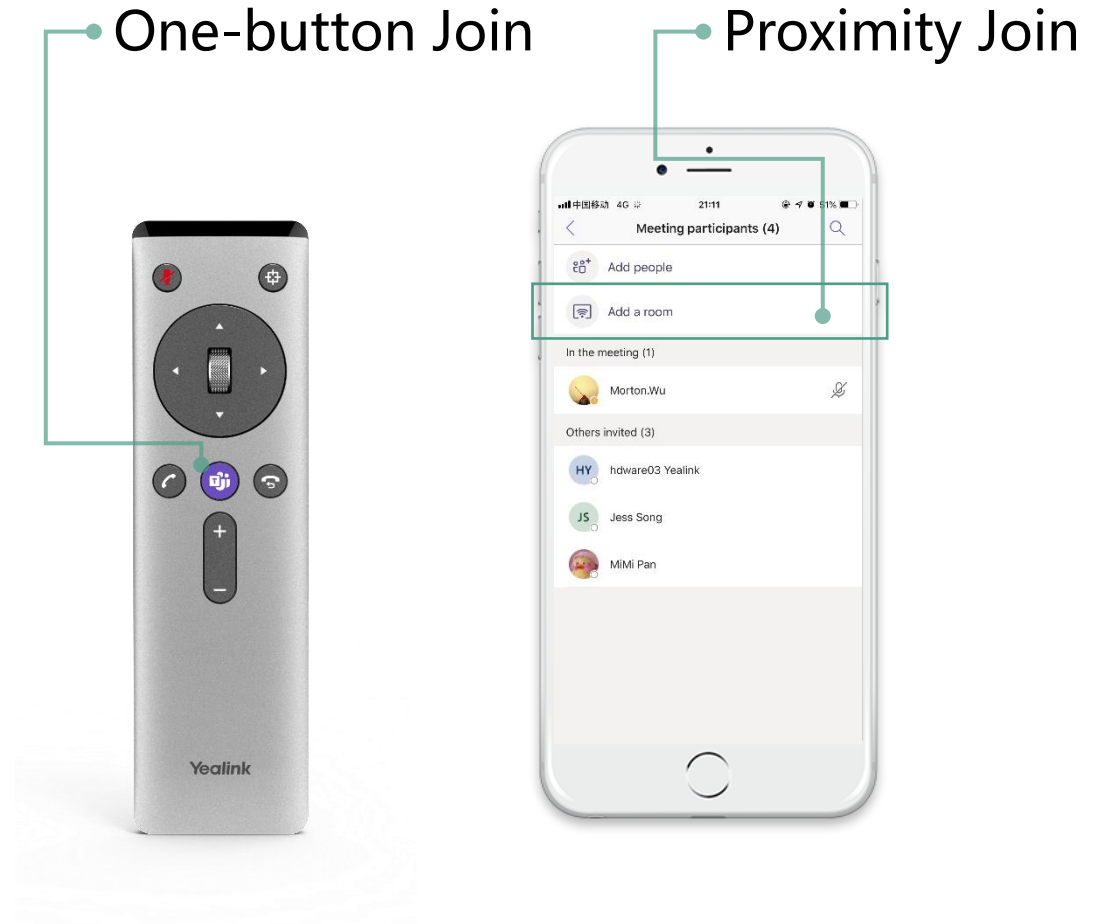 One-button Join
Proximity Join
中国移动 4G 21:11 51%
Meeting participants (4)
Add people
Add a room
In the meeting (1)
Morton.Wu
Others invited (3)
HY hdware03 Yealink
JS Jess Song
MiMi Pan
+
−
Yealink